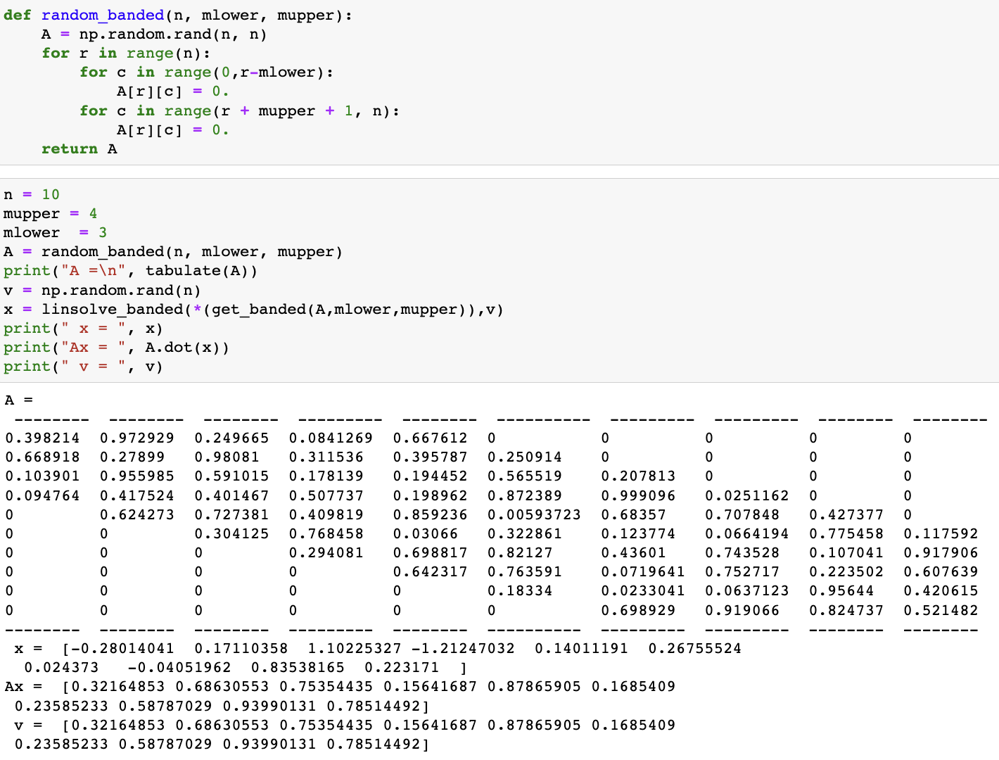 def random_banded(n, mlower, mupper):
    A = np.random.rand(n, n)
    for r in range(n):
        for c in range(0,r-mlower):
            A[r][c] = 0.
        for c in range(r + mupper + 1, n):
            A[r][c] = 0.
    return A
n = 10
mupper = 4
mlower  = 3
A = random_banded(n, mlower, mupper)
print("A =\n", tabulate(A))
v = np.random.rand(n)
x = linsolve_banded(*(get_banded(A,mlower,mupper)),v)
print(" x = ", x)
print("Ax = ", A.dot(x))
print(" v = ", v)
A =
 --------  --------  --------  ---------  --------  ----------  ---------  ---------  --------  --------
0.398214  0.972929  0.249665  0.0841269  0.667612  0           0          0          0         0
0.668918  0.27899   0.98081   0.311536   0.395787  0.250914    0          0          0         0
0.103901  0.955985  0.591015  0.178139   0.194452  0.565519    0.207813   0          0         0
0.094764  0.417524  0.401467  0.507737   0.198962  0.872389    0.999096   0.0251162  0         0
0         0.624273  0.727381  0.409819   0.859236  0.00593723  0.68357    0.707848   0.427377  0
0         0         0.304125  0.768458   0.03066   0.322861    0.123774   0.0664194  0.775458  0.117592
0         0         0         0.294081   0.698817  0.82127     0.43601    0.743528   0.107041  0.917906
0         0         0         0          0.642317  0.763591    0.0719641  0.752717   0.223502  0.607639
0         0         0         0          0         0.18334     0.0233041  0.0637123  0.95644   0.420615
0         0         0         0          0         0           0.698929   0.919066   0.824737  0.521482
--------  --------  --------  ---------  --------  ----------  ---------  ---------  --------  --------
 x =  [-0.28014041  0.17110358  1.10225327 -1.21247032  0.14011191  0.26755524
  0.024373   -0.04051962  0.83538165  0.223171  ]
Ax =  [0.32164853 0.68630553 0.75354435 0.15641687 0.87865905 0.1685409
 0.23585233 0.58787029 0.93990131 0.78514492]
 v =  [0.32164853 0.68630553 0.75354435 0.15641687 0.87865905 0.1685409
 0.23585233 0.58787029 0.93990131 0.78514492]